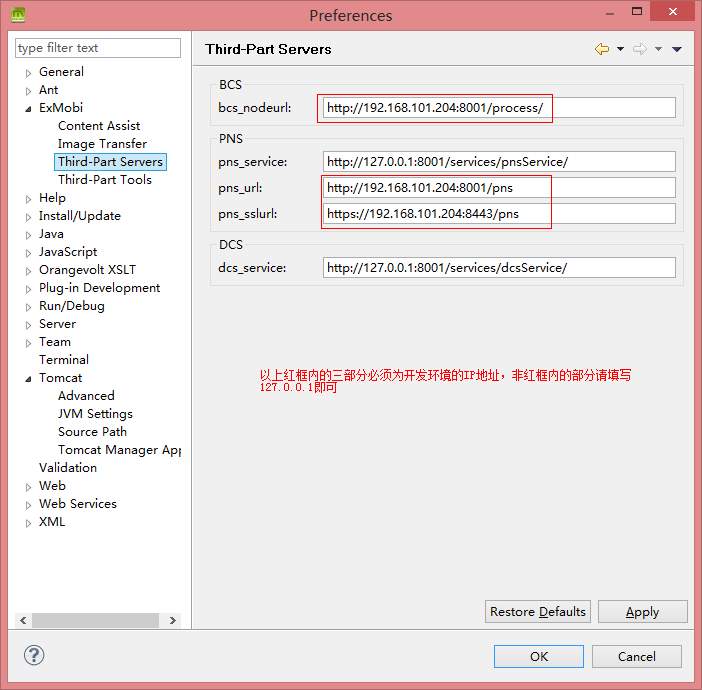 Preferences
type filter text
General
Ant
ExMobi
Content Assist
Image Transfer
Third-Part Servers
Third-Part Tools
Help
Install/Update
Java
JavaScript
Orangevolt XSLT
Plug-in Development
Run/Debug
Server
Team
Terminal
Tomcat
Advanced
JVM Settings
Source Path
Tomcat Manager App
Validation
Web
Web Services
XML
Third-Part Servers
BCS
bcs_nodeurl: http://192.168.101.204:8001/process/
PNS
pns_service: http://127.0.0.1:8001/services/pnsService/
pns_url: http://192.168.101.204:8001/pns
pns_sslurl: https://192.168.101.204:8443/pns
DCS
dcs_service: http://127.0.0.1:8001/services/dcsService/
以上红框内的三部分必须为开发环境的IP地址，非红框内的部分请填写
127.0.0.1即可
Restore Defaults
Apply
OK
Cancel